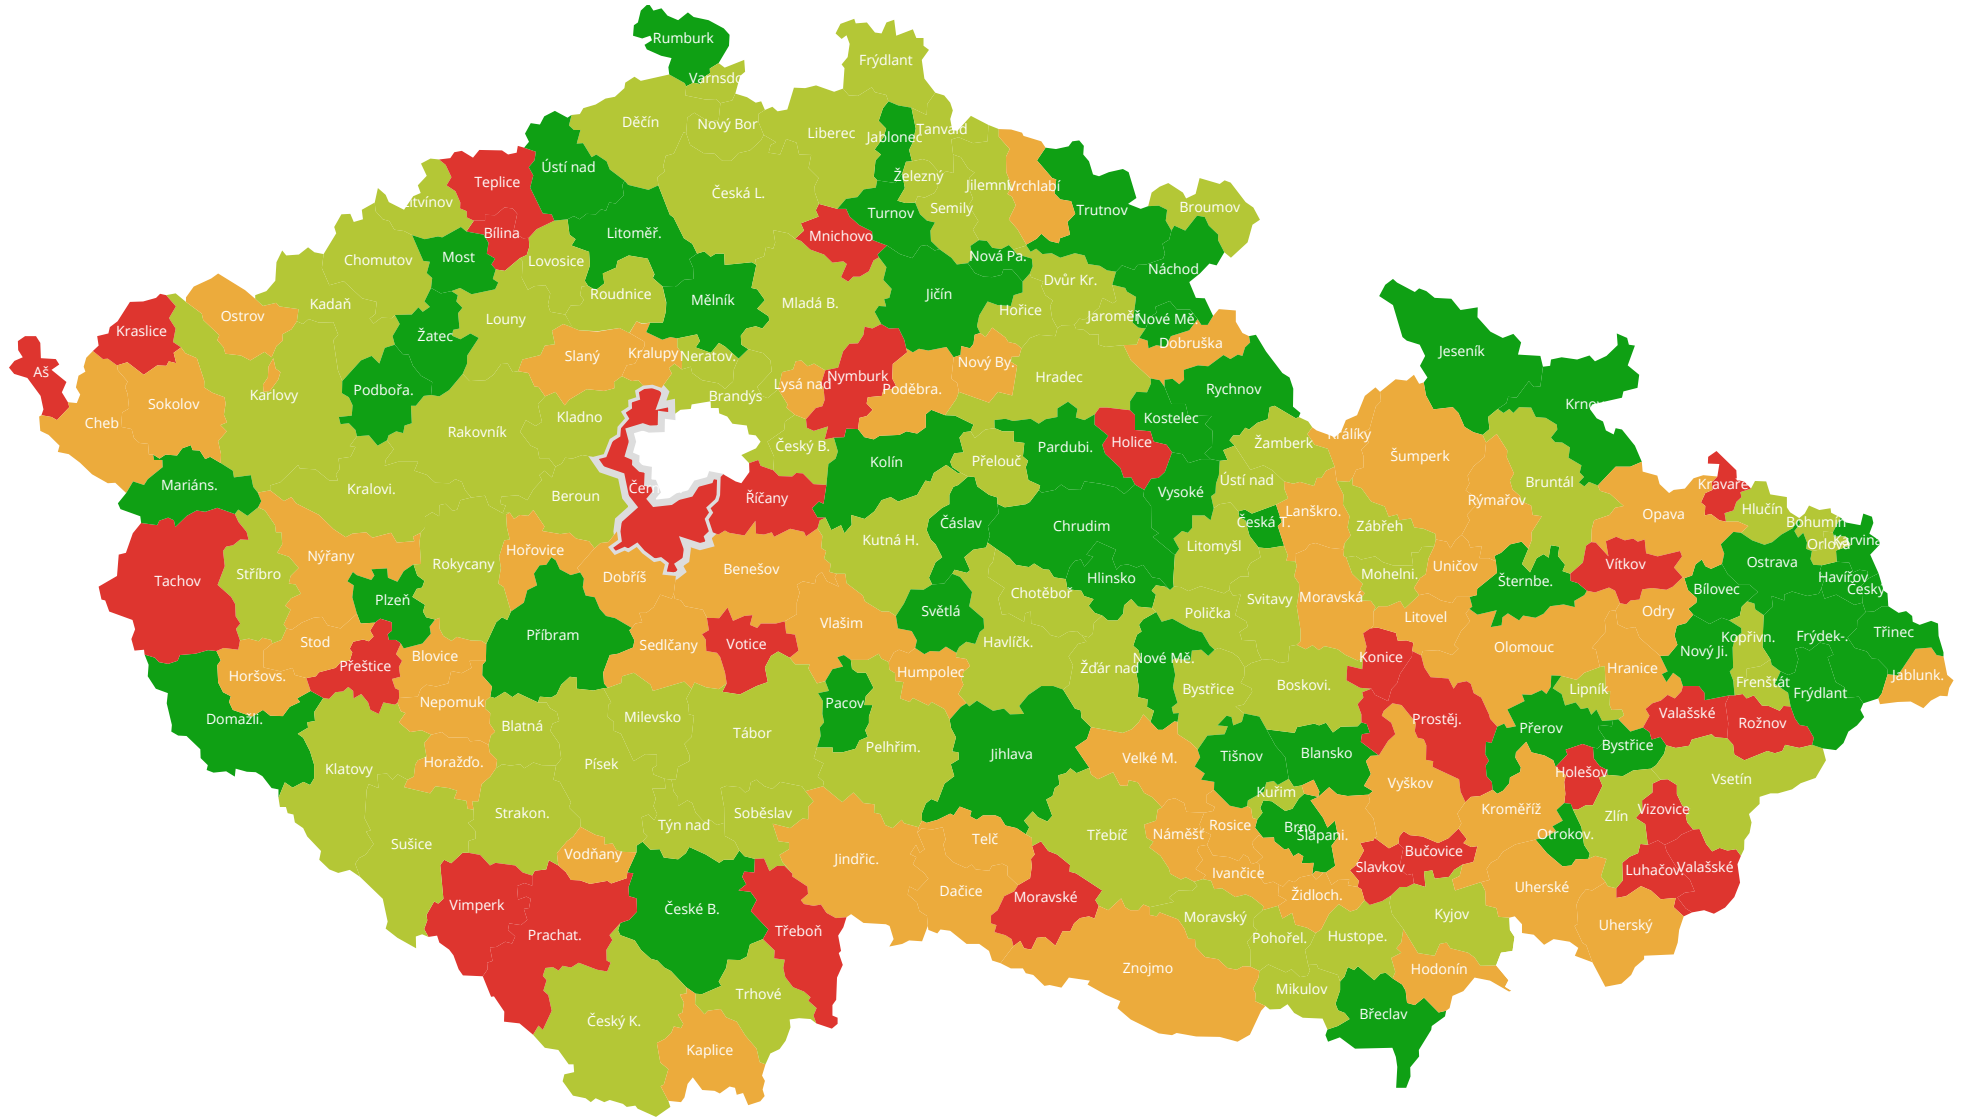 Rumburk
Frýdlant
Varnsdo
Děčín
Nový Bor
Liberec
Jablonec
Tanvald
Ústí nad
Teplice
Železný
Jilemni
Vrchlabí
Česká L.
Litvínov
Turnov
Semily
Trutnov
Broumov
Bílina
Litoměř.
Mnichovo
Most
Chomutov
Lovosice
Nová Pa.
Náchod
Kadaň
Roudnice
Mělník
Mladá B.
Jičín
Dvůr Kr.
Hořice
Jaroměř
Nové Mě.
Ostrov
Kraslice
Louny
Žatec
Slaný
Kralupy
Neratov.
Dobruška
Jeseník
Aš
Nový By.
Nymburk
Lysá nad
Poděbra.
Hradec
Rychnov
Podbořa.
Karlovy
Brandýs
Sokolov
Krnov
Cheb
Kladno
Kostelec
Rakovník
Králíky
Holice
Žamberk
Český B.
Pardubi.
Šumperk
Kolín
Přelouč
Mariáns.
Kralovi.
Čern
Říčany
Beroun
Vysoké
Ústí nad
Bruntál
Kravaře
Rýmařov
Lanškro.
Opava
Hlučín
Bohumín
Čáslav
Chrudim
Česká T.
Zábřeh
Kutná H.
Karviná
Orlová
Litomyšl
Nýřany
Hořovice
Rokycany
Ostrava
Vítkov
Uničov
Stříbro
Tachov
Dobříš
Benešov
Hlinsko
Mohelni.
Šternbe.
Havířov
Český
Bílovec
Chotěboř
Plzeň
Svitavy
Moravská
Světlá
Polička
Odry
Litovel
Vlašim
Příbram
Třinec
Frýdek-.
Kopřivn.
Stod
Havlíčk.
Sedlčany
Votice
Olomouc
Nový Ji.
Blovice
Konice
Nové Mě.
Přeštice
Žďár nad
Hranice
Humpolec
Horšovs.
Jablunk.
Frenštát
Boskovi.
Bystřice
Lipník
Frýdlant
Nepomuk
Pacov
Valašské
Milevsko
Domažli.
Prostěj.
Rožnov
Blatná
Přerov
Tábor
Bystřice
Pelhřim.
Jihlava
Blansko
Tišnov
Velké M.
Horažďo.
Písek
Klatovy
Holešov
Vsetín
Vyškov
Kuřim
Kroměříž
Vizovice
Strakon.
Soběslav
Zlín
Týn nad
Rosice
Brno
Náměšť
Třebíč
Šlapani.
Otrokov.
Telč
Sušice
Bučovice
Vodňany
Jindřic.
Slavkov
Valašské
Luhačov.
Ivančice
Uherské
Dačice
Židloch.
Moravské
Vimperk
České B.
Kyjov
Moravský
Uherský
Třeboň
Prachat.
Hustope.
Pohořel.
Znojmo
Hodonín
Mikulov
Trhové
Břeclav
Český K.
Kaplice